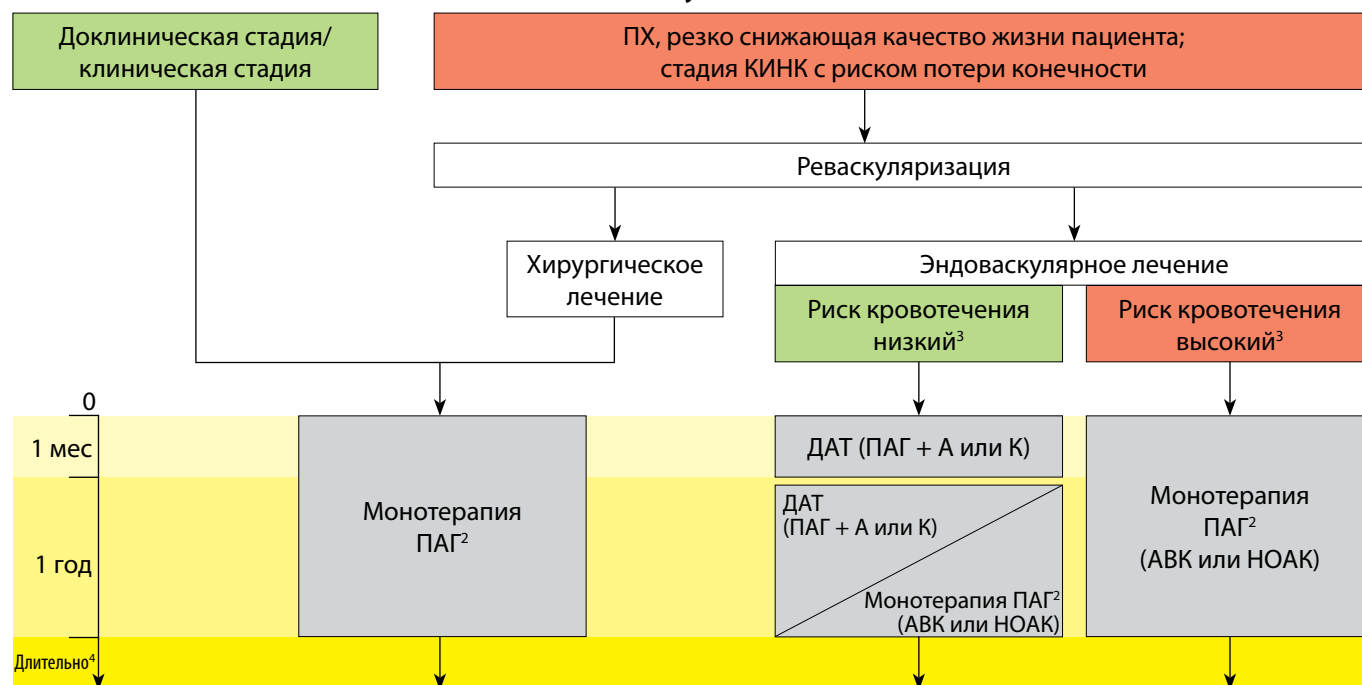 Доклиническая стадия/
клиническая стадия
ПХ, резко снижающая качество жизни пациента;
стадия КИНК с риском потери конечности
Реваскуляризация
Хирургическое
лечение
Эндоваскулярное лечение
Риск кровотечения
низкий³
Риск кровотечения
высокий³
0
1 мес
1 год
Длительно⁴
Монотерапия
ПАГ²
ДАТ (ПАГ + А или К)
ДАТ
(ПАГ + А или К)
Монотерапия ПАГ²
(АВК или НОАК)
Монотерапия
ПАГ²
(АВК или НОАК)